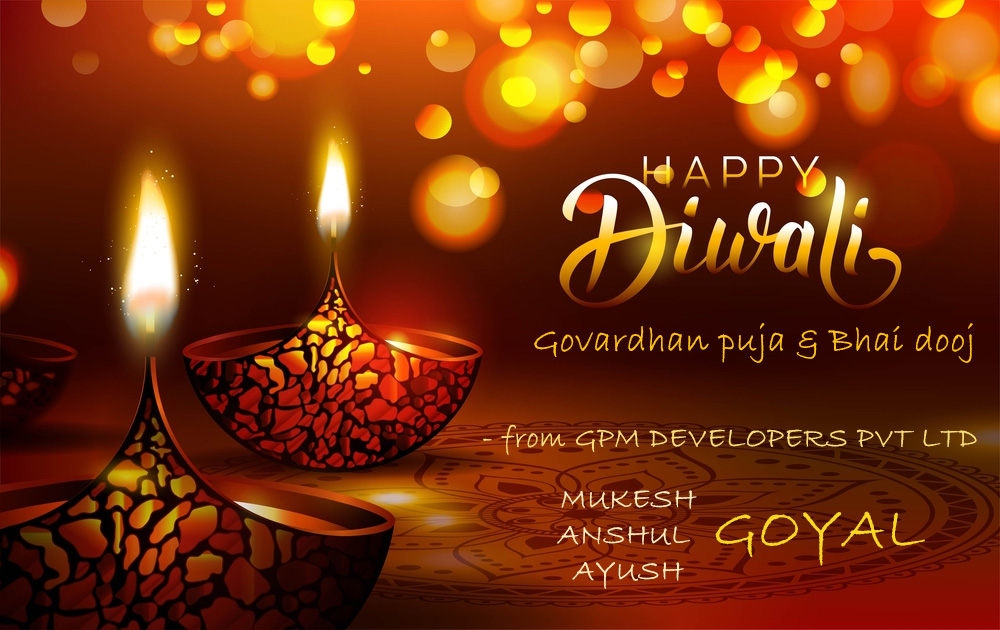 HAPPY
Diwali
Govardhan puja & Bhai dooj
- from GPM DEVELOPERS PVT LTD
MUKESH
ANSHUL GOYAL
AYUSH